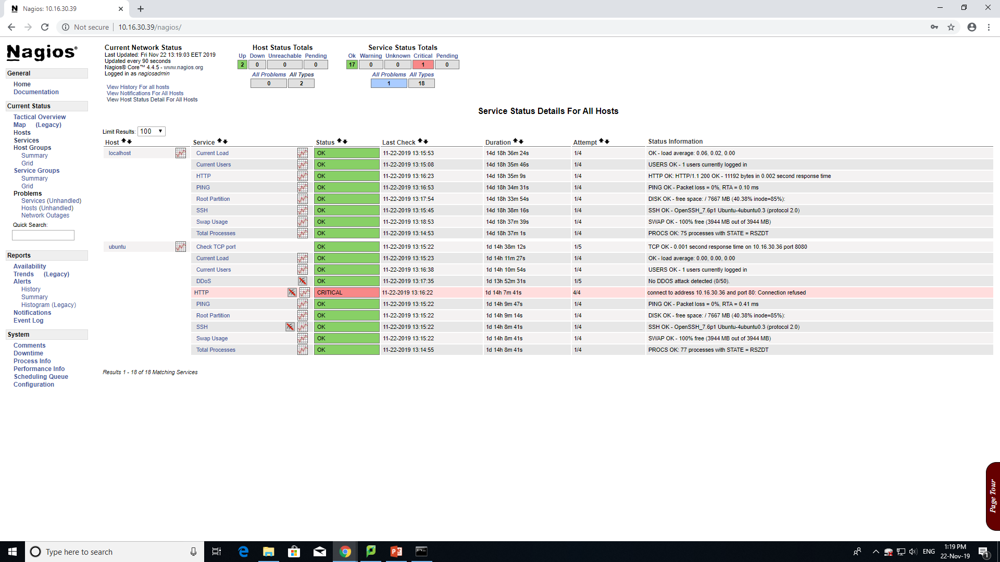 Nagios: 10.16.30.39
Not secure 10.16.30.39/nagios/
Nagios®
General
Home
Documentation
Current Status
Tactical Overview
Map (Legacy)
Hosts
Services
Host Groups
Summary
Grid
Service Groups
Summary
Grid
Problems
Services (Unhandled)
Hosts (Unhandled)
Network Outages
Quick Search:
Reports
Availability
Trends (Legacy)
Alerts
History
Summary
Histogram (Legacy)
Notifications
Event Log
System
Comments
Downtime
Process Info
Performance Info
Scheduling Queue
Configuration
Current Network Status
Last Updated: Fri Nov 22 13:19:03 EET 2019
Updated every 90 seconds
Nagios® Core™ 4.4.5 - www.nagios.org
Logged in as nagiosadmin
View History For all hosts
View Notifications For All Hosts
View Host Status Detail For All Hosts
Host Status Totals
Up Down Unreachable Pending
2 0 0 0
All Problems All Types
0 2
Service Status Totals
Ok Warning Unknown Critical Pending
17 0 0 1 0
All Problems All Types
1 18
Service Status Details For All Hosts
Limit Results: 100
Host Service Status Last Check Duration Attempt Status Information
localhost Current Load OK 11-22-2019 13:15:53 14d 18h 36m 24s 1/4 OK - load average: 0.06, 0.02, 0.00
Current Users OK 11-22-2019 13:15:08 14d 18h 35m 46s 1/4 USERS OK - 1 users currently logged in
HTTP OK 11-22-2019 13:16:23 14d 18h 35m 9s 1/4 HTTP OK: HTTP/1.1 200 OK - 11192 bytes in 0.002 second response time
PING OK 11-22-2019 13:16:53 14d 18h 34m 31s 1/4 PING OK - Packet loss = 0%, RTA = 0.10 ms
Root Partition OK 11-22-2019 13:17:54 14d 18h 33m 54s 1/4 DISK OK - free space: / 7667 MB (40.38% inode=85%):
SSH OK 11-22-2019 13:15:45 14d 18h 38m 16s 1/4 SSH OK - OpenSSH_7.6p1 Ubuntu-4ubuntu0.3 (protocol 2.0)
Swap Usage OK 11-22-2019 13:18:53 14d 18h 37m 39s 1/4 SWAP OK - 100% free (3944 MB out of 3944 MB)
Total Processes OK 11-22-2019 13:14:53 14d 18h 37m 1s 1/4 PROCS OK: 75 processes with STATE = RSZDT
ubuntu Check TCP port OK 11-22-2019 13:15:22 1d 14h 38m 12s 1/5 TCP OK - 0.001 second response time on 10.16.30.36 port 8080
Current Load OK 11-22-2019 13:15:23 1d 14h 11m 27s 1/4 OK - load average: 0.00, 0.00, 0.00
Current Users OK 11-22-2019 13:16:38 1d 14h 10m 54s 1/4 USERS OK - 1 users currently logged in
DDoS OK 11-22-2019 13:17:35 1d 13h 52m 31s 1/5 No DDOS attack detected (0/50).
HTTP CRITICAL 11-22-2019 13:16:22 1d 14h 7m 41s 4/4 connect to address 10.16.30.36 and port 80: Connection refused
PING OK 11-22-2019 13:15:22 1d 14h 9m 47s 1/4 PING OK - Packet loss = 0%, RTA = 0.41 ms
Root Partition OK 11-22-2019 13:15:22 1d 14h 9m 14s 1/4 DISK OK - free space: / 7667 MB (40.38% inode=85%):
SSH OK 11-22-2019 13:15:22 1d 14h 8m 41s 1/4 SSH OK - OpenSSH_7.6p1 Ubuntu-4ubuntu0.3 (protocol 2.0)
Swap Usage OK 11-22-2019 13:15:22 1d 14h 8m 41s 1/4 SWAP OK - 100% free (3944 MB out of 3944 MB)
Total Processes OK 11-22-2019 13:14:55 1d 14h 8m 41s 1/4 PROCS OK: 77 processes with STATE = RSZDT
Results 1 - 18 of 18 Matching Services
Page Tour
Type here to search
ENG
1:19 PM
22-Nov-19
1